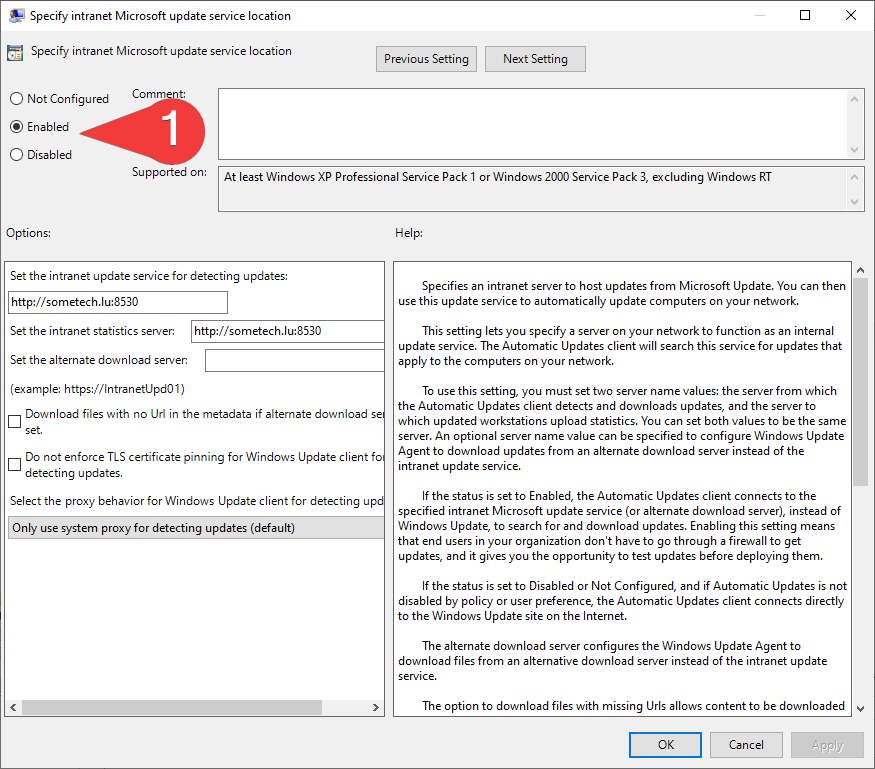 Specify intranet Microsoft update service location
Specify intranet Microsoft update service location
Previous Setting
Next Setting
Not Configured
Enabled
Disabled
Comment:
1
Supported on:
At least Windows XP Professional Service Pack 1 or Windows 2000 Service Pack 3, excluding Windows RT
Options:
Help:
Set the intranet update service for detecting updates:
http://sometech.lu:8530
Set the intranet statistics server:
http://sometech.lu:8530
Set the alternate download server:
(example: https://IntranetUpd01)
Download files with no Url in the metadata if alternate download ser
set.
Do not enforce TLS certificate pinning for Windows Update client for
detecting updates.
Select the proxy behavior for Windows Update client for detecting upd
Only use system proxy for detecting updates (default)
Specifies an intranet server to host updates from Microsoft Update. You can then
use this update service to automatically update computers on your network.
This setting lets you specify a server on your network to function as an internal
update service. The Automatic Updates client will search this service for updates that
apply to the computers on your network.
To use this setting, you must set two server name values: the server from which
the Automatic Updates client detects and downloads updates, and the server to
which updated workstations upload statistics. You can set both values to be the same
server. An optional server name value can be specified to configure Windows Update
Agent to download updates from an alternate download server instead of the
intranet update service.
If the status is set to Enabled, the Automatic Updates client connects to the
specified intranet Microsoft update service (or alternate download server), instead of
Windows Update, to search for and download updates. Enabling this setting means
that end users in your organization don't have to go through a firewall to get
updates, and it gives you the opportunity to test updates before deploying them.
If the status is set to Disabled or Not Configured, and if Automatic Updates is not
disabled by policy or user preference, the Automatic Updates client connects directly
to the Windows Update site on the Internet.
The alternate download server configures the Windows Update Agent to
download files from an alternative download server instead of the intranet update
service.
The option to download files with missing Urls allows content to be downloaded
OK
Cancel
Apply